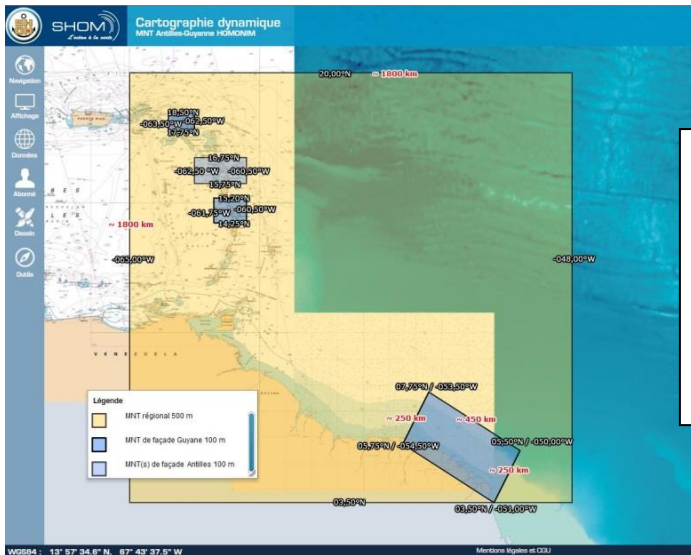 SHOM
L'océan à la carte
Cartographie dynamique
MNT Antilles-Guyane HOMONIM
Navigation
Affichage
Données
Abonné
Dessin
Outils
20,00°N
~ 1800 km
18,50°N
-063,50°W
-062,50°W
17,75°N
PUERTO RICO
16,75°N
-062,50 °W
-060,50°W
15,75°N
15,20°N
-061,75°W
-060,50°W
14,25°N
~ 1800 km
-065,00°W
-048,00°W
VENEZUELA
07,75°N / -053,50°W
~ 250 km
~ 450 km
05,75°N / -054,50°W
05,50°N / -050,00°W
~ 250 km
03,50°N
03,50°N / -051,00°W
Légende
MNT régional 500 m
MNT de façade Guyane 100 m
MNT(s) de façade Antilles 100 m
WGS84 : 13° 57' 34.6" N, 67° 43' 37.5" W
Mentions légales et CGU